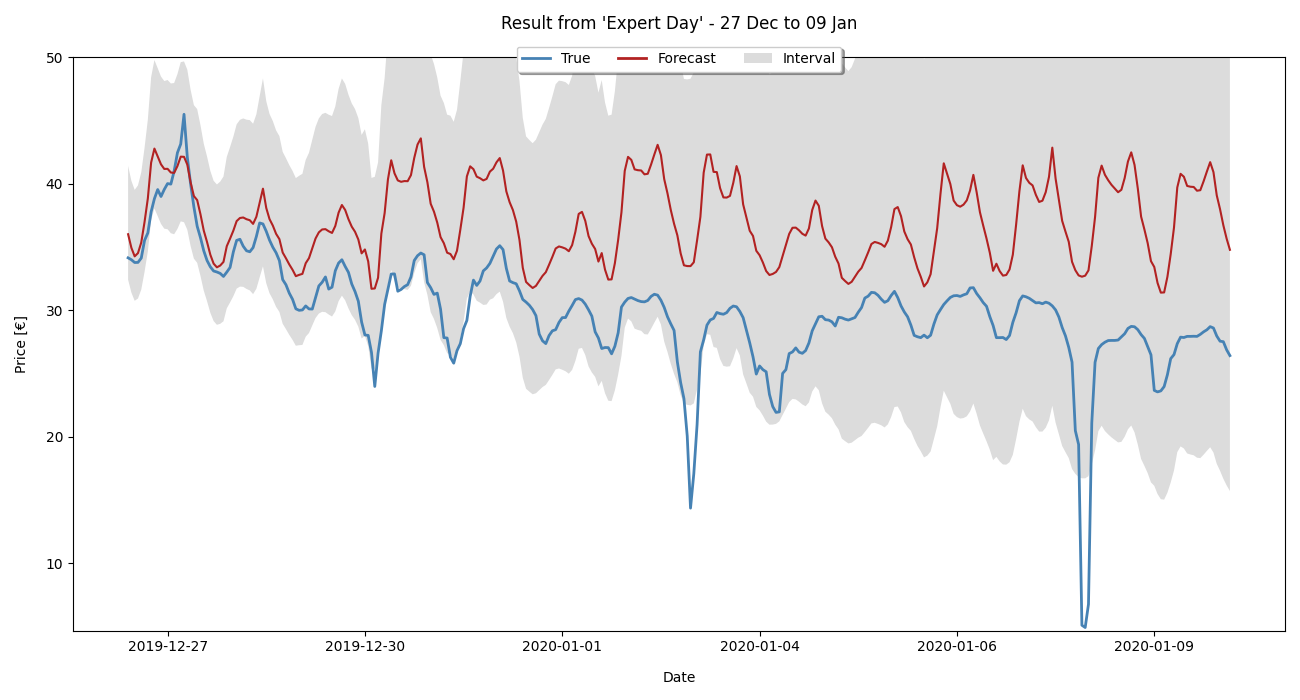 Result from 'Expert Day' - 27 Dec to 09 Jan
True Forecast Interval
50
40
30
20
10
Price [€]
2019-12-27 2019-12-30 2020-01-01 2020-01-04 2020-01-06 2020-01-09
Date